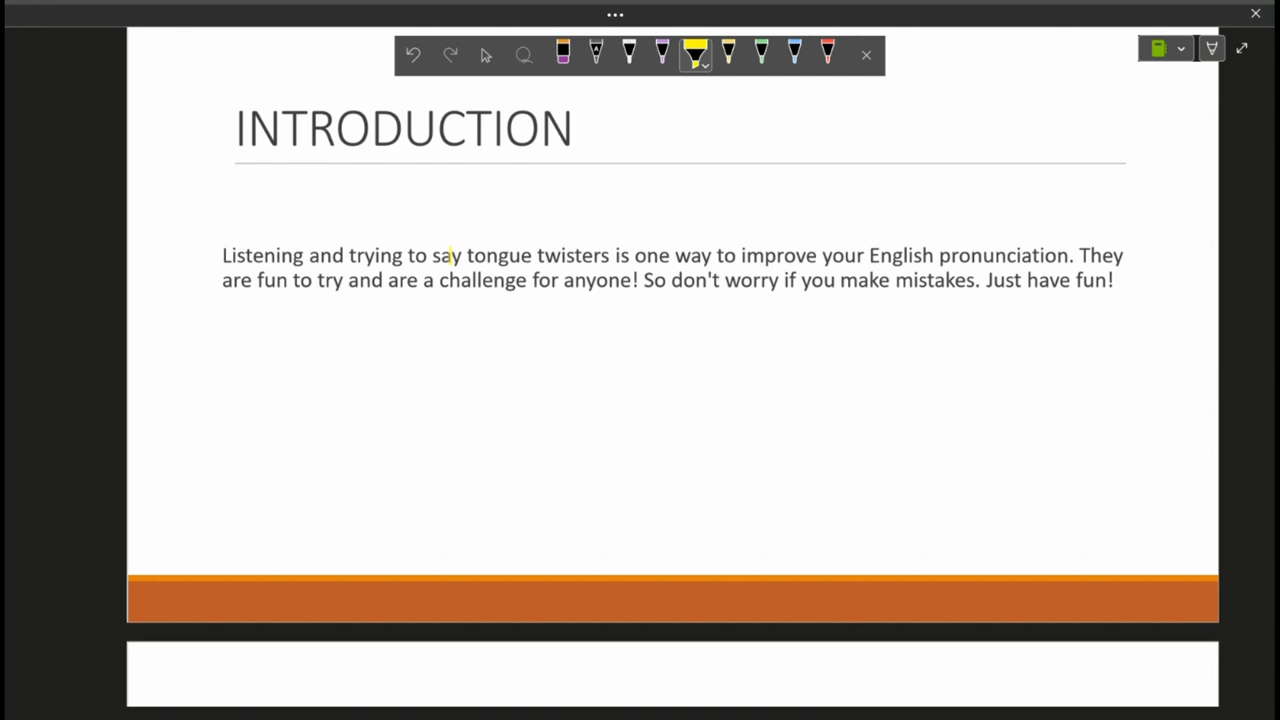 INTRODUCTION
Listening and trying to say tongue twisters is one way to improve your English pronunciation. They
are fun to try and are a challenge for anyone! So don't worry if you make mistakes. Just have fun!